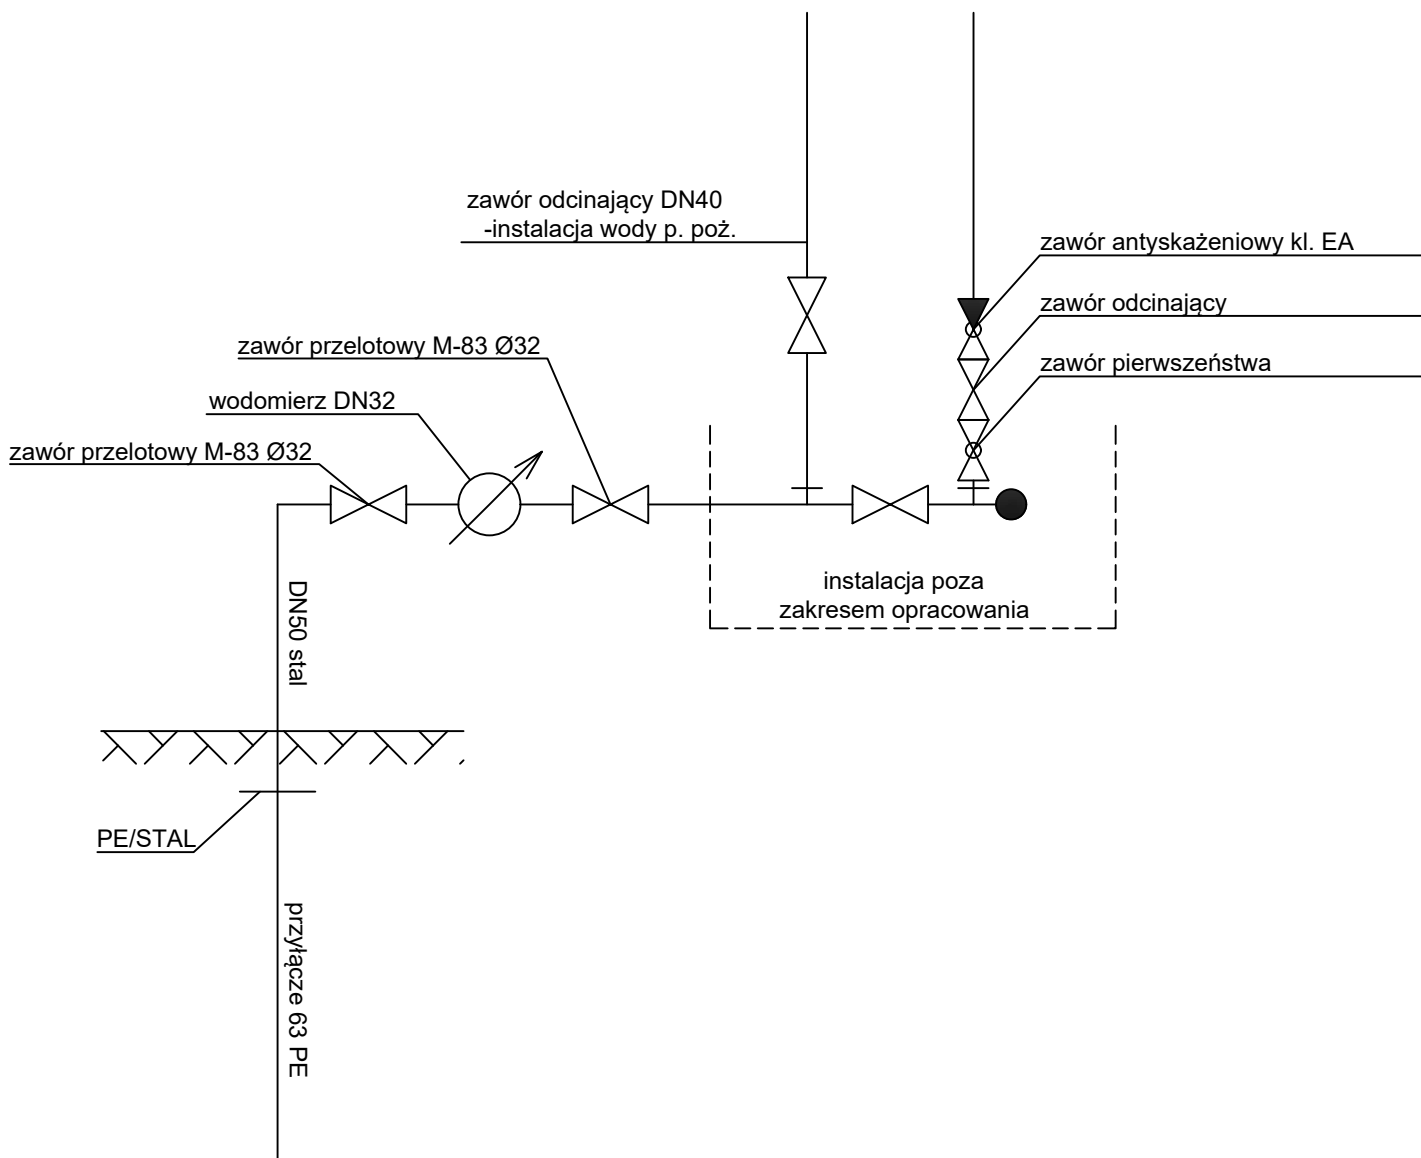 zawór odcinający DN40
-instalacja wody p. poż.
zawór antyskażeniowy kl. EA
zawór odcinający
zawór pierwszeństwa
zawór przelotowy M-83 Ø32
wodomierz DN32
zawór przelotowy M-83 Ø32
instalacja poza
zakresem opracowania
DN50 stal
PE/STAL
przyłącze 63 PE